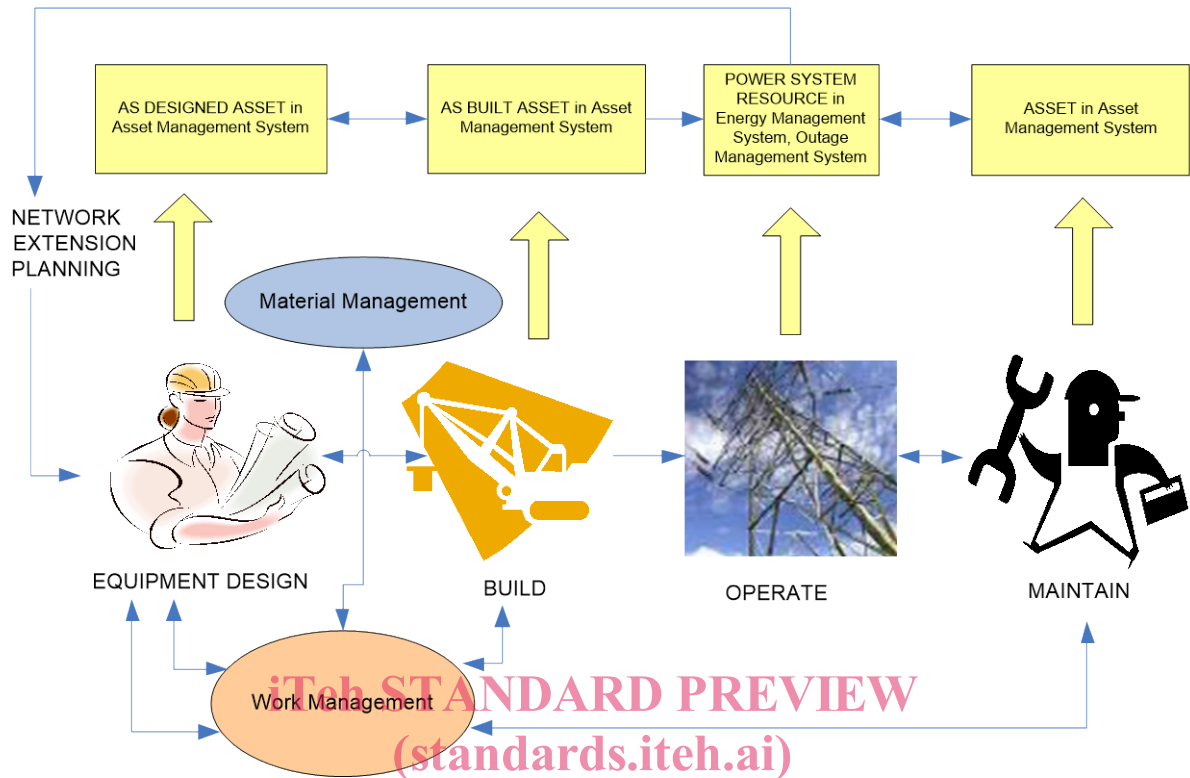 AS DESIGNED ASSET in
Asset Management System
AS BUILT ASSET in Asset
Management System
POWER SYSTEM
RESOURCE in
Energy Management
System, Outage
Management System
ASSET in Asset
Management System
NETWORK
EXTENSION
PLANNING
Material Management
EQUIPMENT DESIGN
BUILD
OPERATE
MAINTAIN
Work Management
iTeh STANDARD PREVIEW
(standards.iteh.ai)